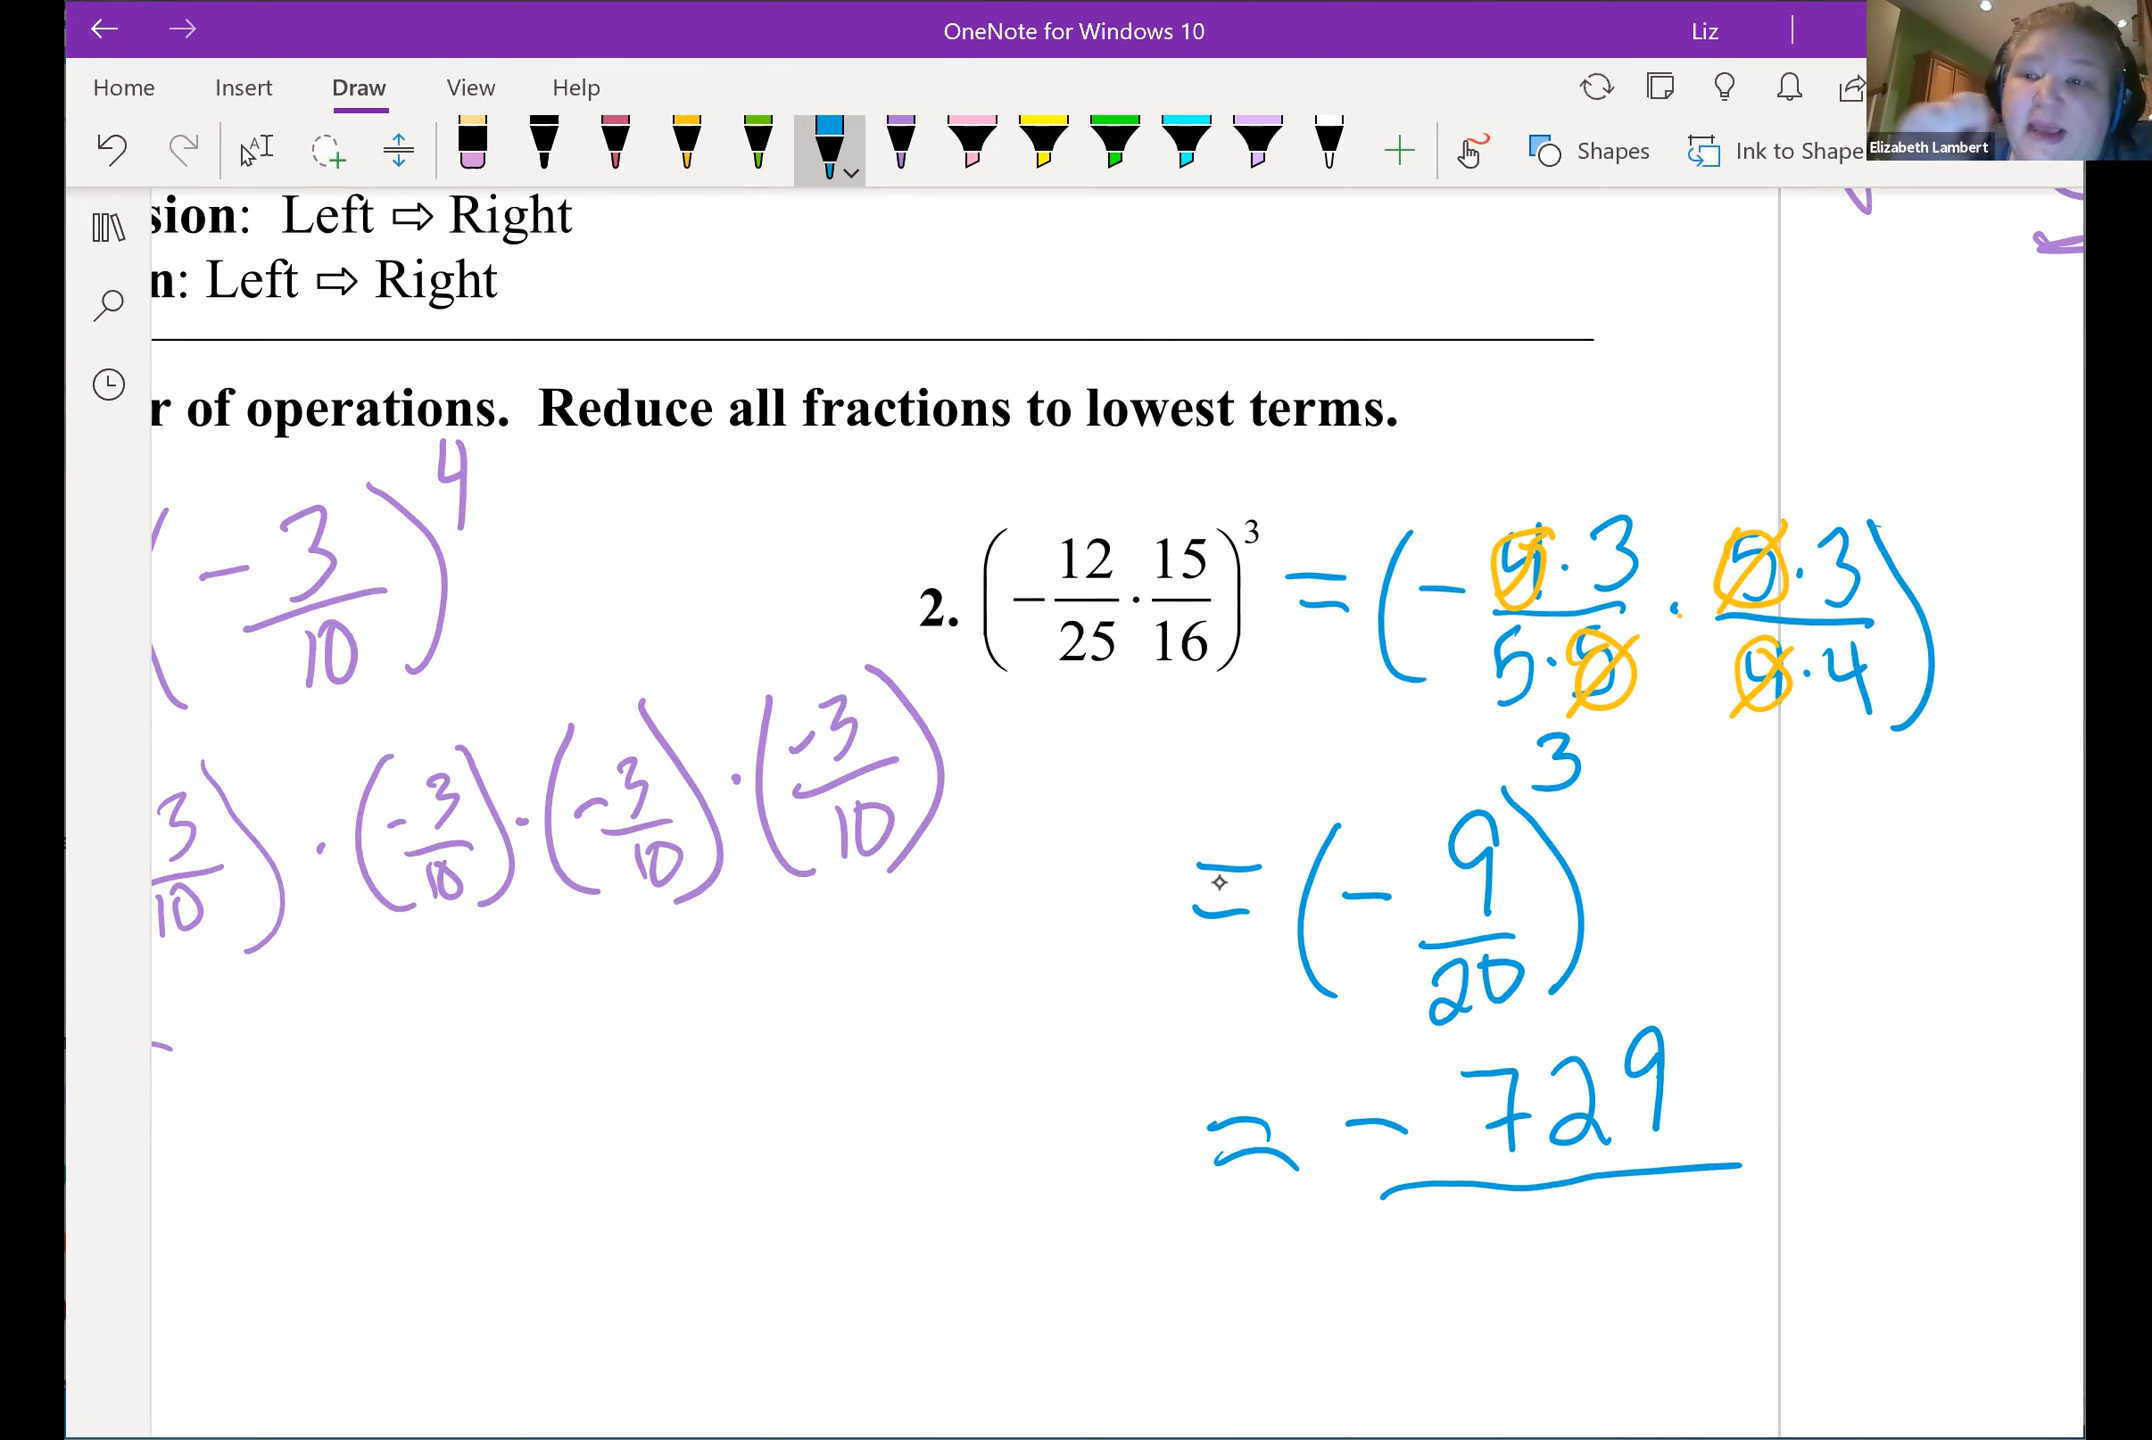 OneNote for Windows 10
Liz
Home Insert Draw View Help
Shapes Ink to Shape
Elizabeth Lambert
sion: Left ⇨ Right
n: Left ⇨ Right
r of operations. Reduce all fractions to lowest terms.
(-3/10)^4
3/10) · (-3/10) · (-3/10) · (-3/10)
2. (-12/25 · 15/16)^3 = (- 4·3/5·5 · 5·3/4·4)
= (- 9/20)^3
= - 729